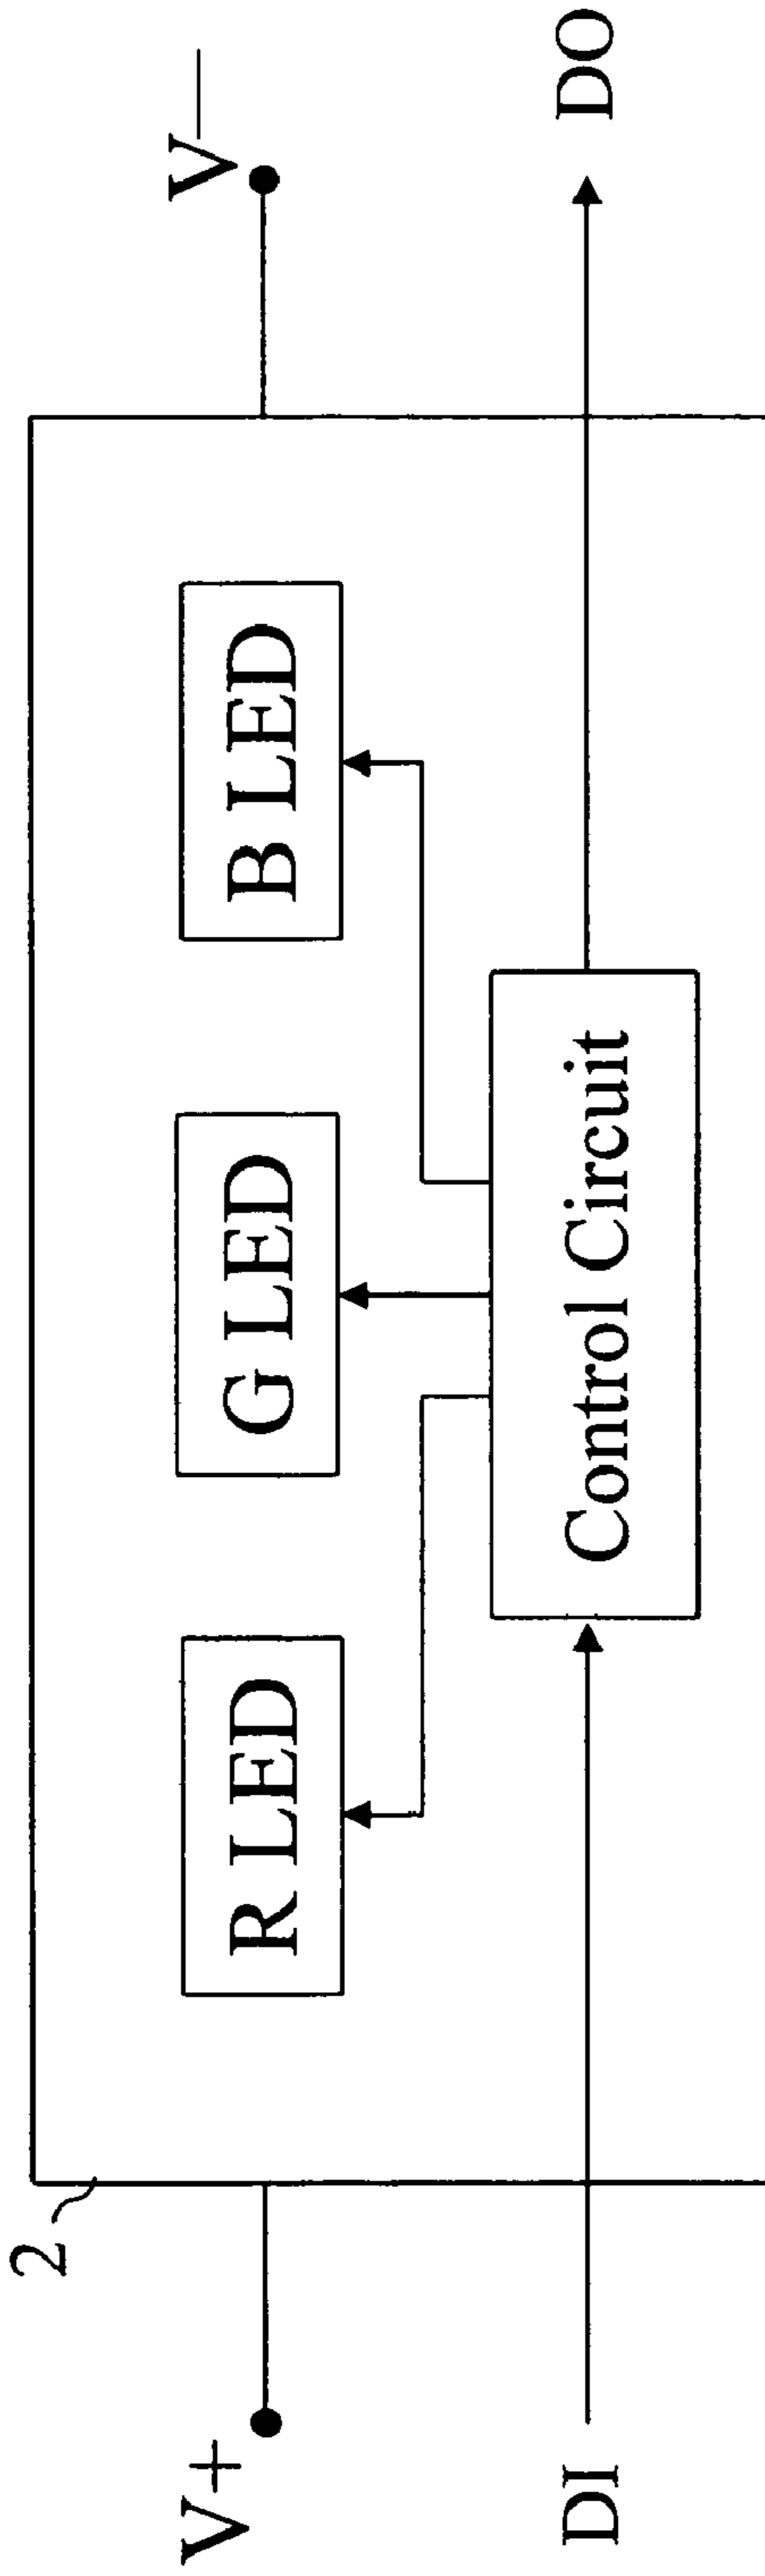 2
V+
V—
R LED
G LED
B LED
DI
Control Circuit
DO